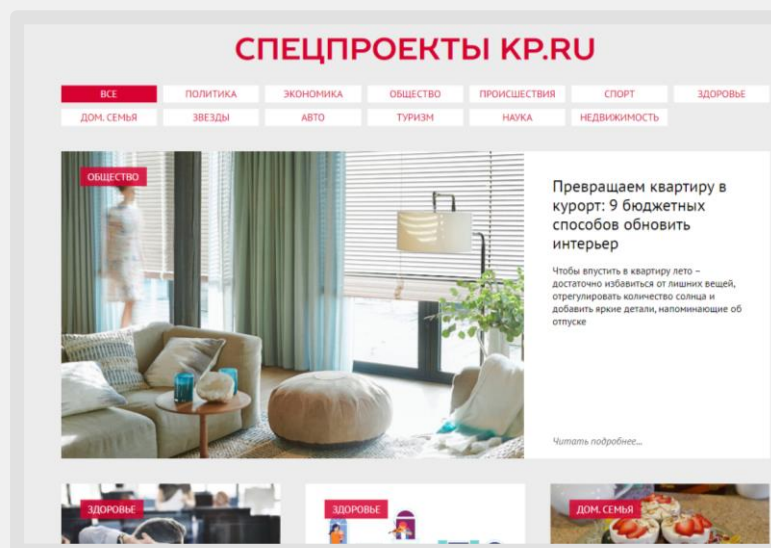 СПЕЦПРОЕКТЫ KP.RU
ВСЕ ПОЛИТИКА ЭКОНОМИКА ОБЩЕСТВО ПРОИСШЕСТВИЯ СПОРТ ЗДОРОВЬЕ
ДОМ. СЕМЬЯ ЗВЕЗДЫ АВТО ТУРИЗМ НАУКА НЕДВИЖИМОСТЬ
ОБЩЕСТВО
Превращаем квартиру в
курорт: 9 бюджетных
способов обновить
интерьер
Чтобы впустить в квартиру лето –
достаточно избавиться от лишних вещей,
отрегулировать количество солнца и
добавить яркие детали, напоминающие об
отпуске
Читать подробнее...
ЗДОРОВЬЕ
ЗДОРОВЬЕ
ДОМ. СЕМЬЯ